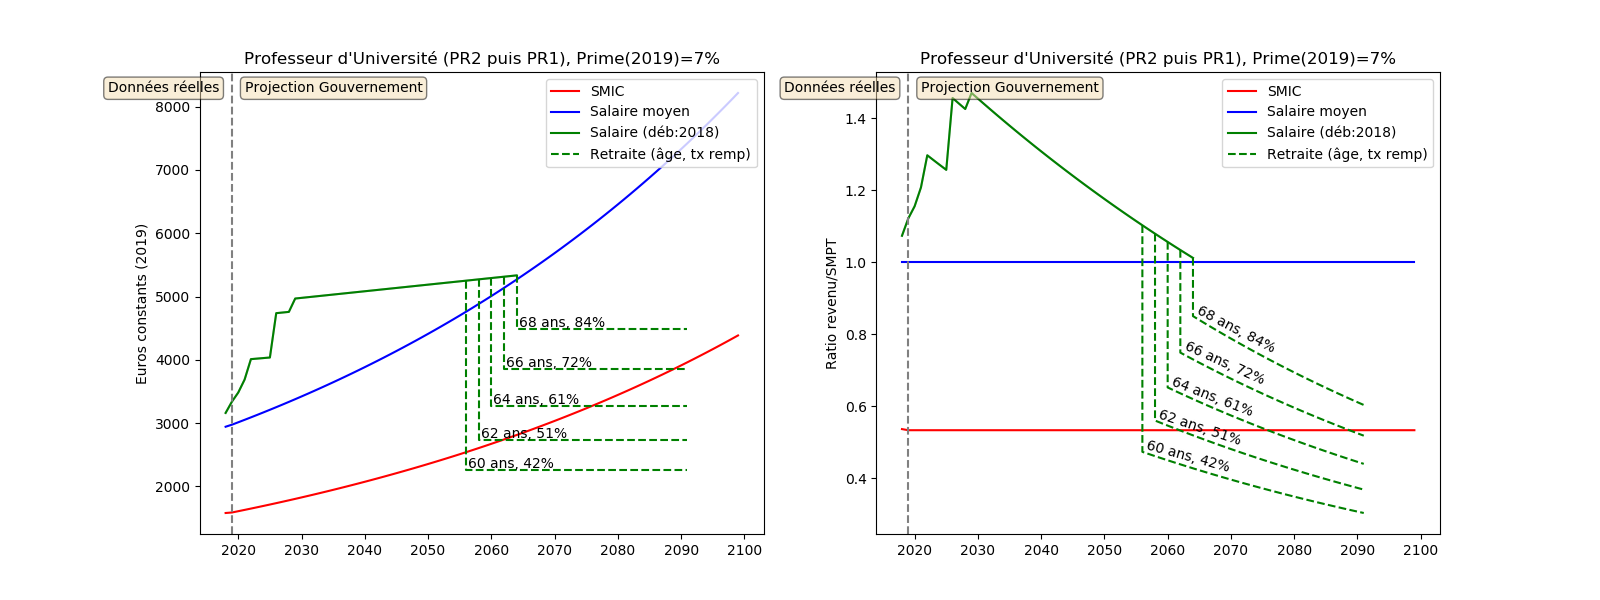 Professeur d'Université (PR2 puis PR1), Prime(2019)=7%
Données réelles
Projection Gouvernement
SMIC
Salaire moyen
Salaire (déb:2018)
Retraite (âge, tx remp)
Euros constants (2019)
8000
7000
6000
5000
4000
3000
2000
68 ans, 84%
66 ans, 72%
64 ans, 61%
62 ans, 51%
60 ans, 42%
2020 2030 2040 2050 2060 2070 2080 2090 2100
Professeur d'Université (PR2 puis PR1), Prime(2019)=7%
Données réelles
Projection Gouvernement
SMIC
Salaire moyen
Salaire (déb:2018)
Retraite (âge, tx remp)
Ratio revenu/SMPT
1.4
1.2
1.0
0.8
0.6
0.4
68 ans, 84%
66 ans, 72%
64 ans, 61%
62 ans, 51%
60 ans, 42%
2020 2030 2040 2050 2060 2070 2080 2090 2100